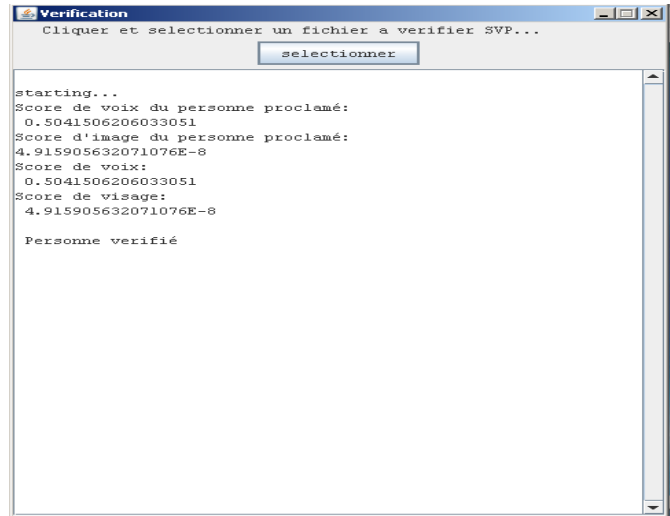 Verification
Cliquer et selectionner un fichier a verifier SVP...
selectionner
starting...
Score de voix du personne proclamé:
0.5041506206033051
Score d'image du personne proclamé:
4.915905632071076E-8
Score de voix:
0.5041506206033051
Score de visage:
4.915905632071076E-8
Personne verifié